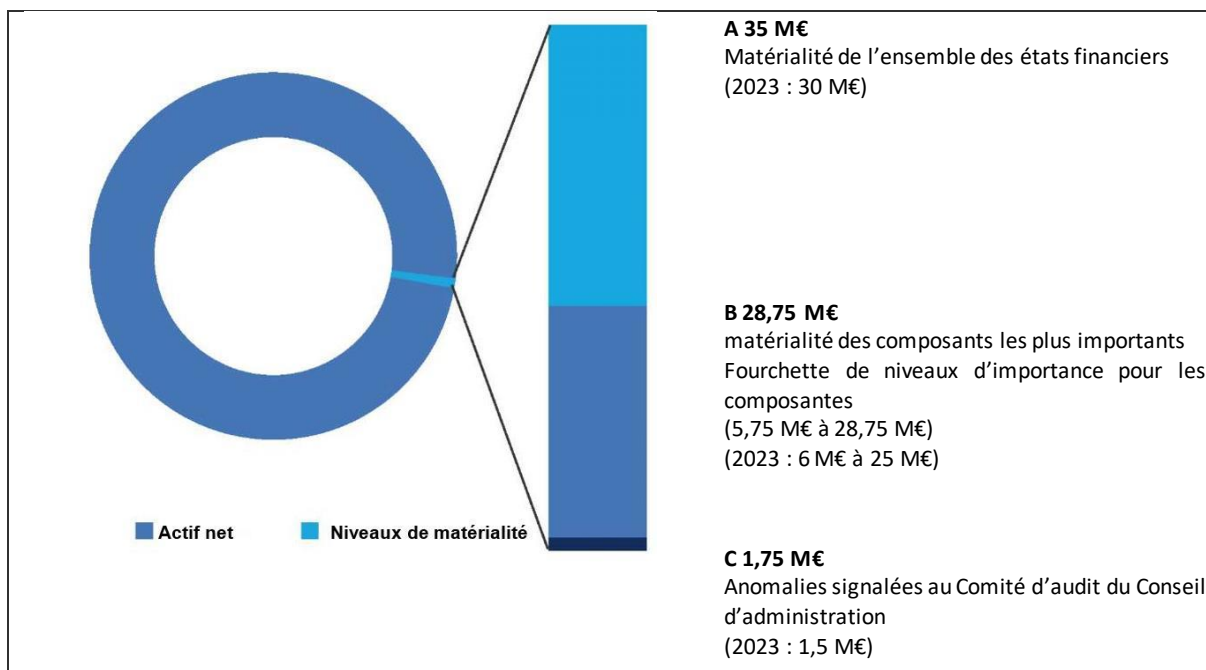 A 35 M€
Matérialité de l’ensemble des états financiers
(2023 : 30 M€)
B 28,75 M€
matérialité des composants les plus importants
Fourchette de niveaux d’importance pour les
composantes
(5,75 M€ à 28,75 M€)
(2023 : 6 M€ à 25 M€)
Actif net
Niveaux de matérialité
C 1,75 M€
Anomalies signalées au Comité d’audit du Conseil
d’administration
(2023 : 1,5 M€)